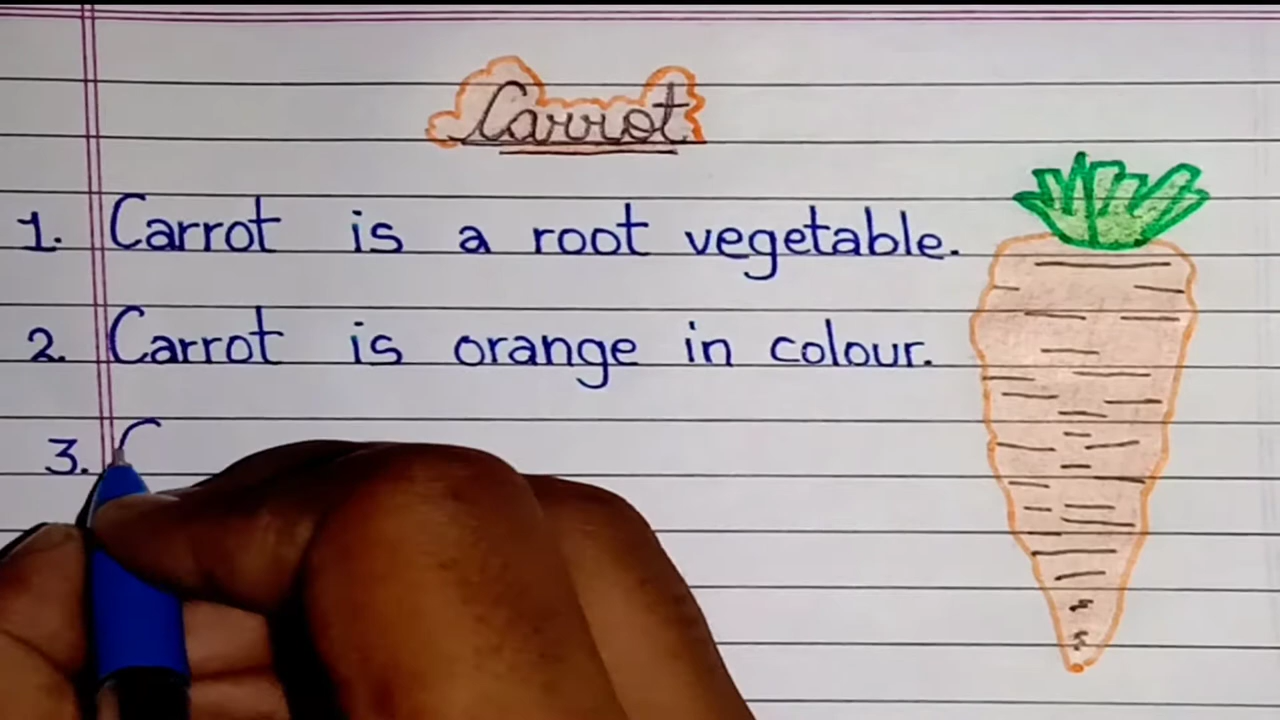 Carrot
1. Carrot is a root vegetable.
2. Carrot is orange in colour.
3. C